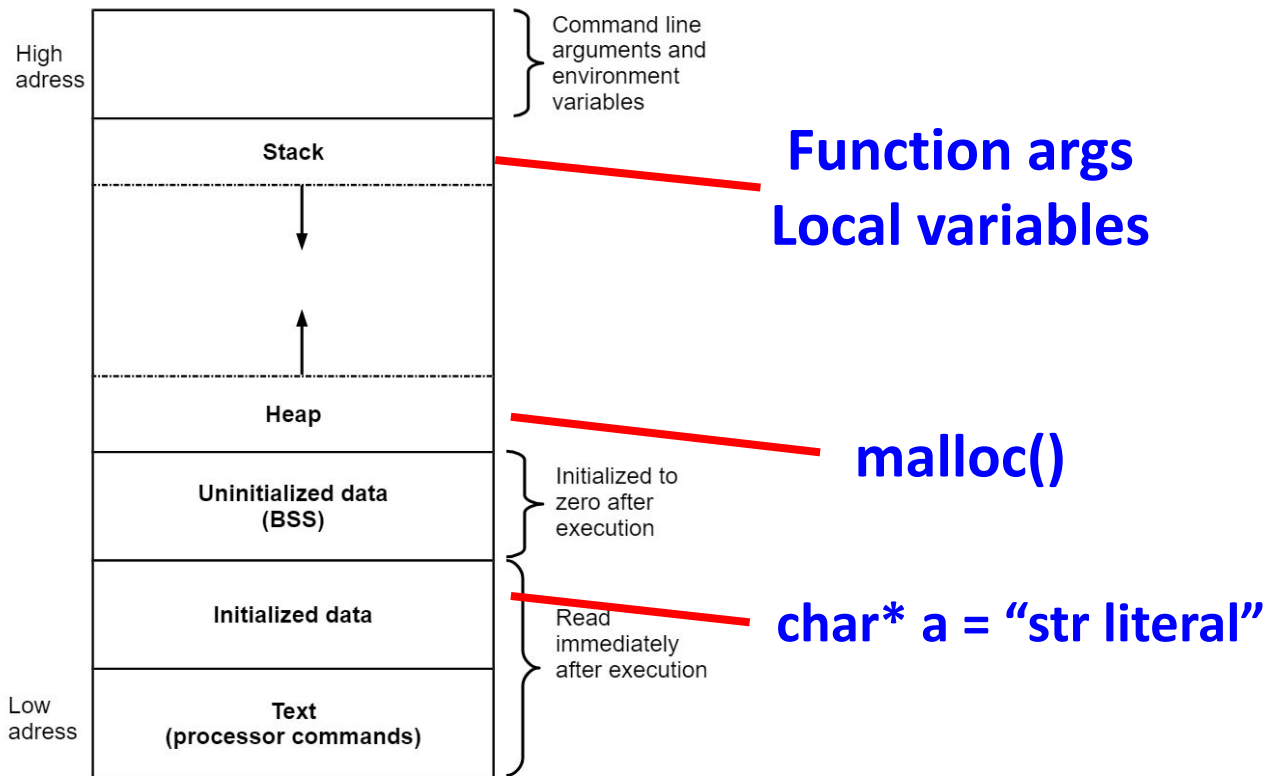 High
adress
Command line
arguments and
environment
variables
Stack
Function args
Local variables
Heap
malloc()
Uninitialized data
(BSS)
Initialized to
zero after
execution
Initialized data
Read
immediately
after execution
char* a = “str literal”
Low
adress
Text
(processor commands)